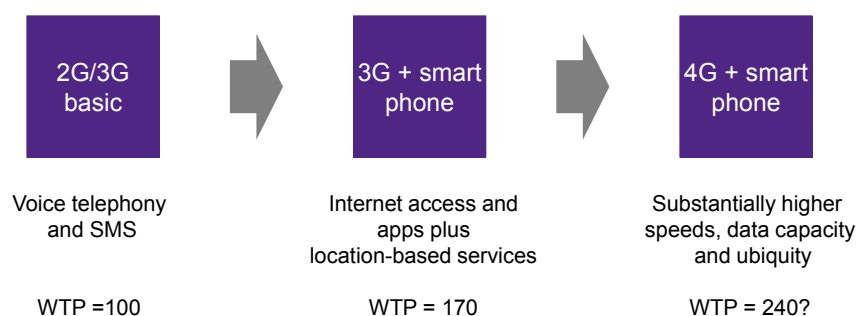 2G/3G
basic
3G + smart
phone
4G + smart
phone
Voice telephony
and SMS
Internet access and
apps plus
location-based services
Substantially higher
speeds, data capacity
and ubiquity
WTP =100
WTP = 170
WTP = 240?